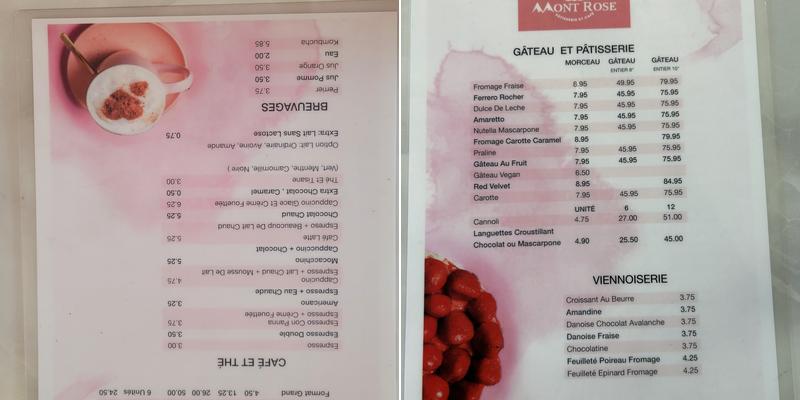 Format Grand 4.50 13.25 26.00 50.00 6 Unités 24.50
CAFÉ ET THÉ
Espresso 3.00
Espresso Double 3.50
Espresso Con Panna 3.75
Espresso + Crème Fouettée
Americano 3.25
Espresso + Eau Chaude
Cappucino 4.75
Espresso + Lait Chaud + Mousse De Lait
Mocacchino 5.25
Cappuccino + Chocolat
Café Latte 5.25
Espresso + Beaucoup De Lait Chaud
Chocolat Chaud 5.25
Cappucino Glacé Et Crème Fouettée 6.25
Extra Chocolat , Caramel 0.50
Thé Et Tisane 3.00
(Vert, Menthe, Camomile, Noire )
Option Lait: Ordinaire, Avoine, Amande
Extra: Lait Sans Lactose 0.75
BREUVAGES
Perrier 3.75
Jus Pomme 3.50
Jus Orange 3.50
Eau 2.00
Kombucha 5.85
MONT ROSE
PÂTISSERIE ET CAFÉ
GÂTEAU ET PÂTISSERIE
MORCEAU GÂTEAU GÂTEAU
ENTIER 8" ENTIER 10"
Fromage Fraise 8.95 49.95 79.95
Ferrero Rocher 7.95 45.95 75.95
Dulce De Leche 7.95 45.95 75.95
Amaretto 7.95 45.95 75.95
Nutella Mascarpone 7.95 45.95 75.95
Fromage Carotte Caramel 8.95 79.95
Praline 7.95 45.95 75.95
Gâteau Au Fruit 7.95 45.95 75.95
Gâteau Vegan 6.50
Red Velvet 8.95 84.95
Carotte 7.95 45.95 75.95
UNITÉ 6 12
Cannoli 4.75 27.00 51.00
Languettes Croustillant
Chocolat ou Mascarpone 4.90 25.50 45.00
VIENNOISERIE
Croissant Au Beurre 3.75
Amandine 3.75
Danoise Chocolat Avalanche 3.75
Danoise Fraise 3.75
Chocolatine 3.75
Feuilleté Poireau Fromage 4.25
Feuilleté Epinard Fromage 4.25